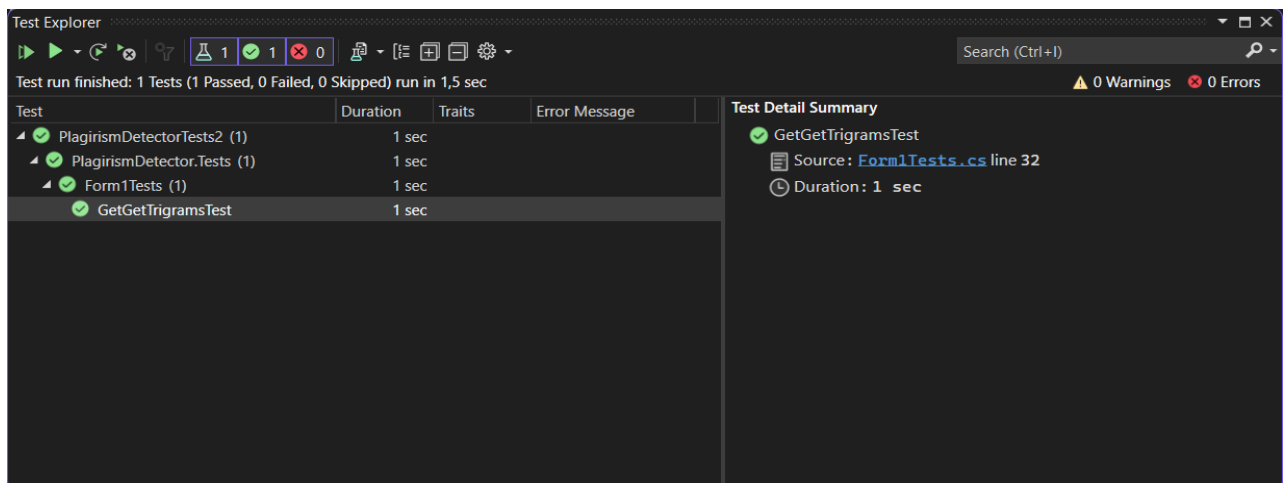 Test Explorer
1 1 0 Search (Ctrl+I)
Test run finished: 1 Tests (1 Passed, 0 Failed, 0 Skipped) run in 1,5 sec 0 Warnings 0 Errors
Test Duration Traits Error Message
PlagirismDetectorTests2 (1) 1 sec
PlagirismDetector.Tests (1) 1 sec
Form1Tests (1) 1 sec
GetGetTrigramsTest 1 sec
Test Detail Summary
GetGetTrigramsTest
Source: Form1Tests.cs line 32
Duration: 1 sec